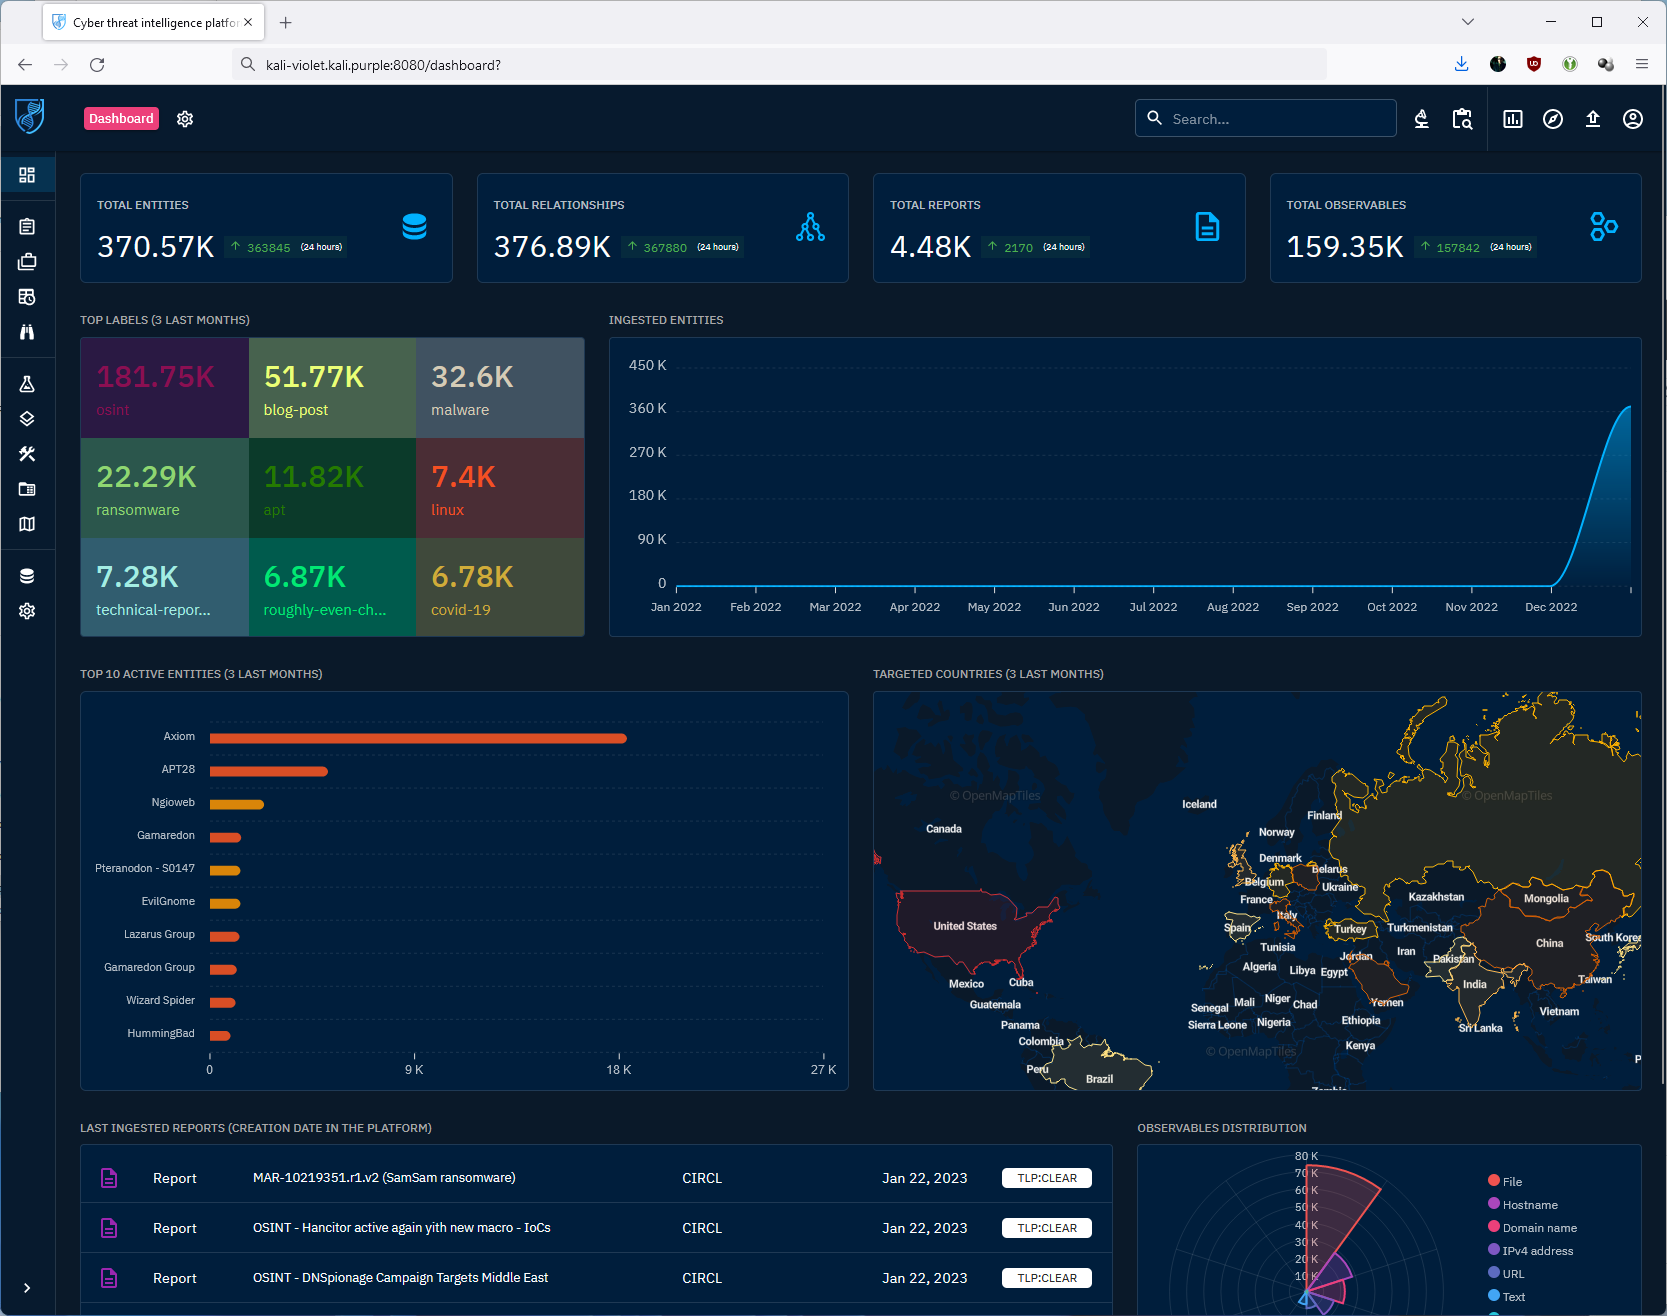 Cyber threat intelligence platfor
kali-violet.kali.purple:8080/dashboard?
Dashboard
Search...
TOTAL ENTITIES
370.57K 363845 (24 hours)
TOTAL RELATIONSHIPS
376.89K 367880 (24 hours)
TOTAL REPORTS
4.48K 2170 (24 hours)
TOTAL OBSERVABLES
159.35K 157842 (24 hours)
TOP LABELS (3 LAST MONTHS)
181.75K
osint
51.77K
blog-post
32.6K
malware
22.29K
ransomware
11.82K
apt
7.4K
linux
7.28K
technical-repor...
6.87K
roughly-even-ch...
6.78K
covid-19
INGESTED ENTITIES
450 K
360 K
270 K
180 K
90 K
0
Jan 2022 Feb 2022 Mar 2022 Apr 2022 May 2022 Jun 2022 Jul 2022 Aug 2022 Sep 2022 Oct 2022 Nov 2022 Dec 2022
TOP 10 ACTIVE ENTITIES (3 LAST MONTHS)
Axiom
APT28
Ngioweb
Gamaredon
Pteranodon - S0147
EvilGnome
Lazarus Group
Gamaredon Group
Wizard Spider
HummingBad
0 9 K 18 K 27 K
TARGETED COUNTRIES (3 LAST MONTHS)
© OpenMapTiles © OpenMapTiles
Iceland
Finland
Canada
Norway
Denmark
Belarus
Belgium
Ukraine
France
Kazakhstan
Mongolia
Italy
United States
Spain
Turkey
Turkmenistan
South Korea
China
Tunisia
Iran
Jordan
Pakistan
Algeria
Libya
Egypt
Taiwan
Mexico
Cuba
India
Guatemala
Senegal
Mali
Niger
Chad
Yemen
Vietnam
Panama
Sierra Leone
Nigeria
Ethiopia
Sri Lanka
Colombia
Kenya
© OpenMapTiles
Peru
Brazil
P
Zambia
LAST INGESTED REPORTS (CREATION DATE IN THE PLATFORM)
Report MAR-10219351.r1.v2 (SamSam ransomware) CIRCL Jan 22, 2023 TLP:CLEAR
Report OSINT - Hancitor active again yith new macro - IoCs CIRCL Jan 22, 2023 TLP:CLEAR
Report OSINT - DNSpionage Campaign Targets Middle East CIRCL Jan 22, 2023 TLP:CLEAR
OBSERVABLES DISTRIBUTION
80 K
70 K
60 K
50 K
40 K
30 K
20 K
10 K
File
Hostname
Domain name
IPv4 address
URL
Text